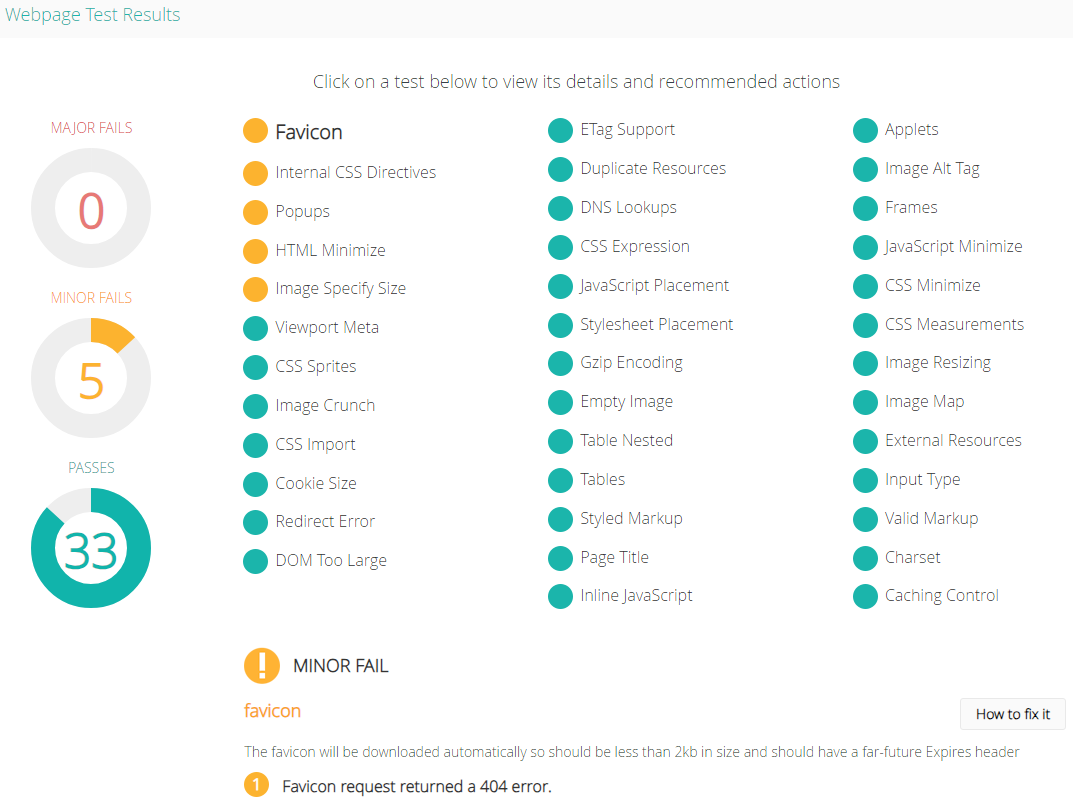 Webpage Test Results
Click on a test below to view its details and recommended actions
MAJOR FAILS
0
MINOR FAILS
5
PASSES
33
Favicon
Internal CSS Directives
Popups
HTML Minimize
Image Specify Size
Viewport Meta
CSS Sprites
Image Crunch
CSS Import
Cookie Size
Redirect Error
DOM Too Large
ETag Support
Duplicate Resources
DNS Lookups
CSS Expression
JavaScript Placement
Stylesheet Placement
Gzip Encoding
Empty Image
Table Nested
Tables
Styled Markup
Page Title
Inline JavaScript
Applets
Image Alt Tag
Frames
JavaScript Minimize
CSS Minimize
CSS Measurements
Image Resizing
Image Map
External Resources
Input Type
Valid Markup
Charset
Caching Control
! MINOR FAIL
favicon
How to fix it
The favicon will be downloaded automatically so should be less than 2kb in size and should have a far-future Expires header
1 Favicon request returned a 404 error.